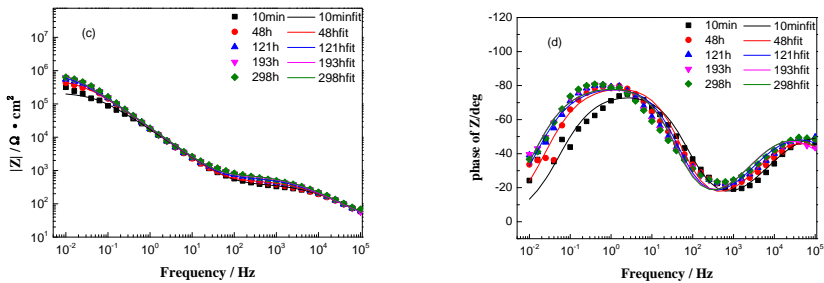 (c)
10min 10minfit
48h 48hfit
121h 121hfit
193h 193hfit
298h 298hfit
10⁷
10⁶
10⁵
10⁴
10³
10²
10¹
|Z| / Ω • cm²
10⁻² 10⁻¹ 10⁰ 10¹ 10² 10³ 10⁴ 10⁵
Frequency / Hz
(d)
10min 10minfit
48h 48hfit
121h 121hfit
193h 193hfit
298h 298hfit
-120
-100
-80
-60
-40
-20
0
phase of Z/deg
10⁻² 10⁻¹ 10⁰ 10¹ 10² 10³ 10⁴ 10⁵
Frequency / Hz